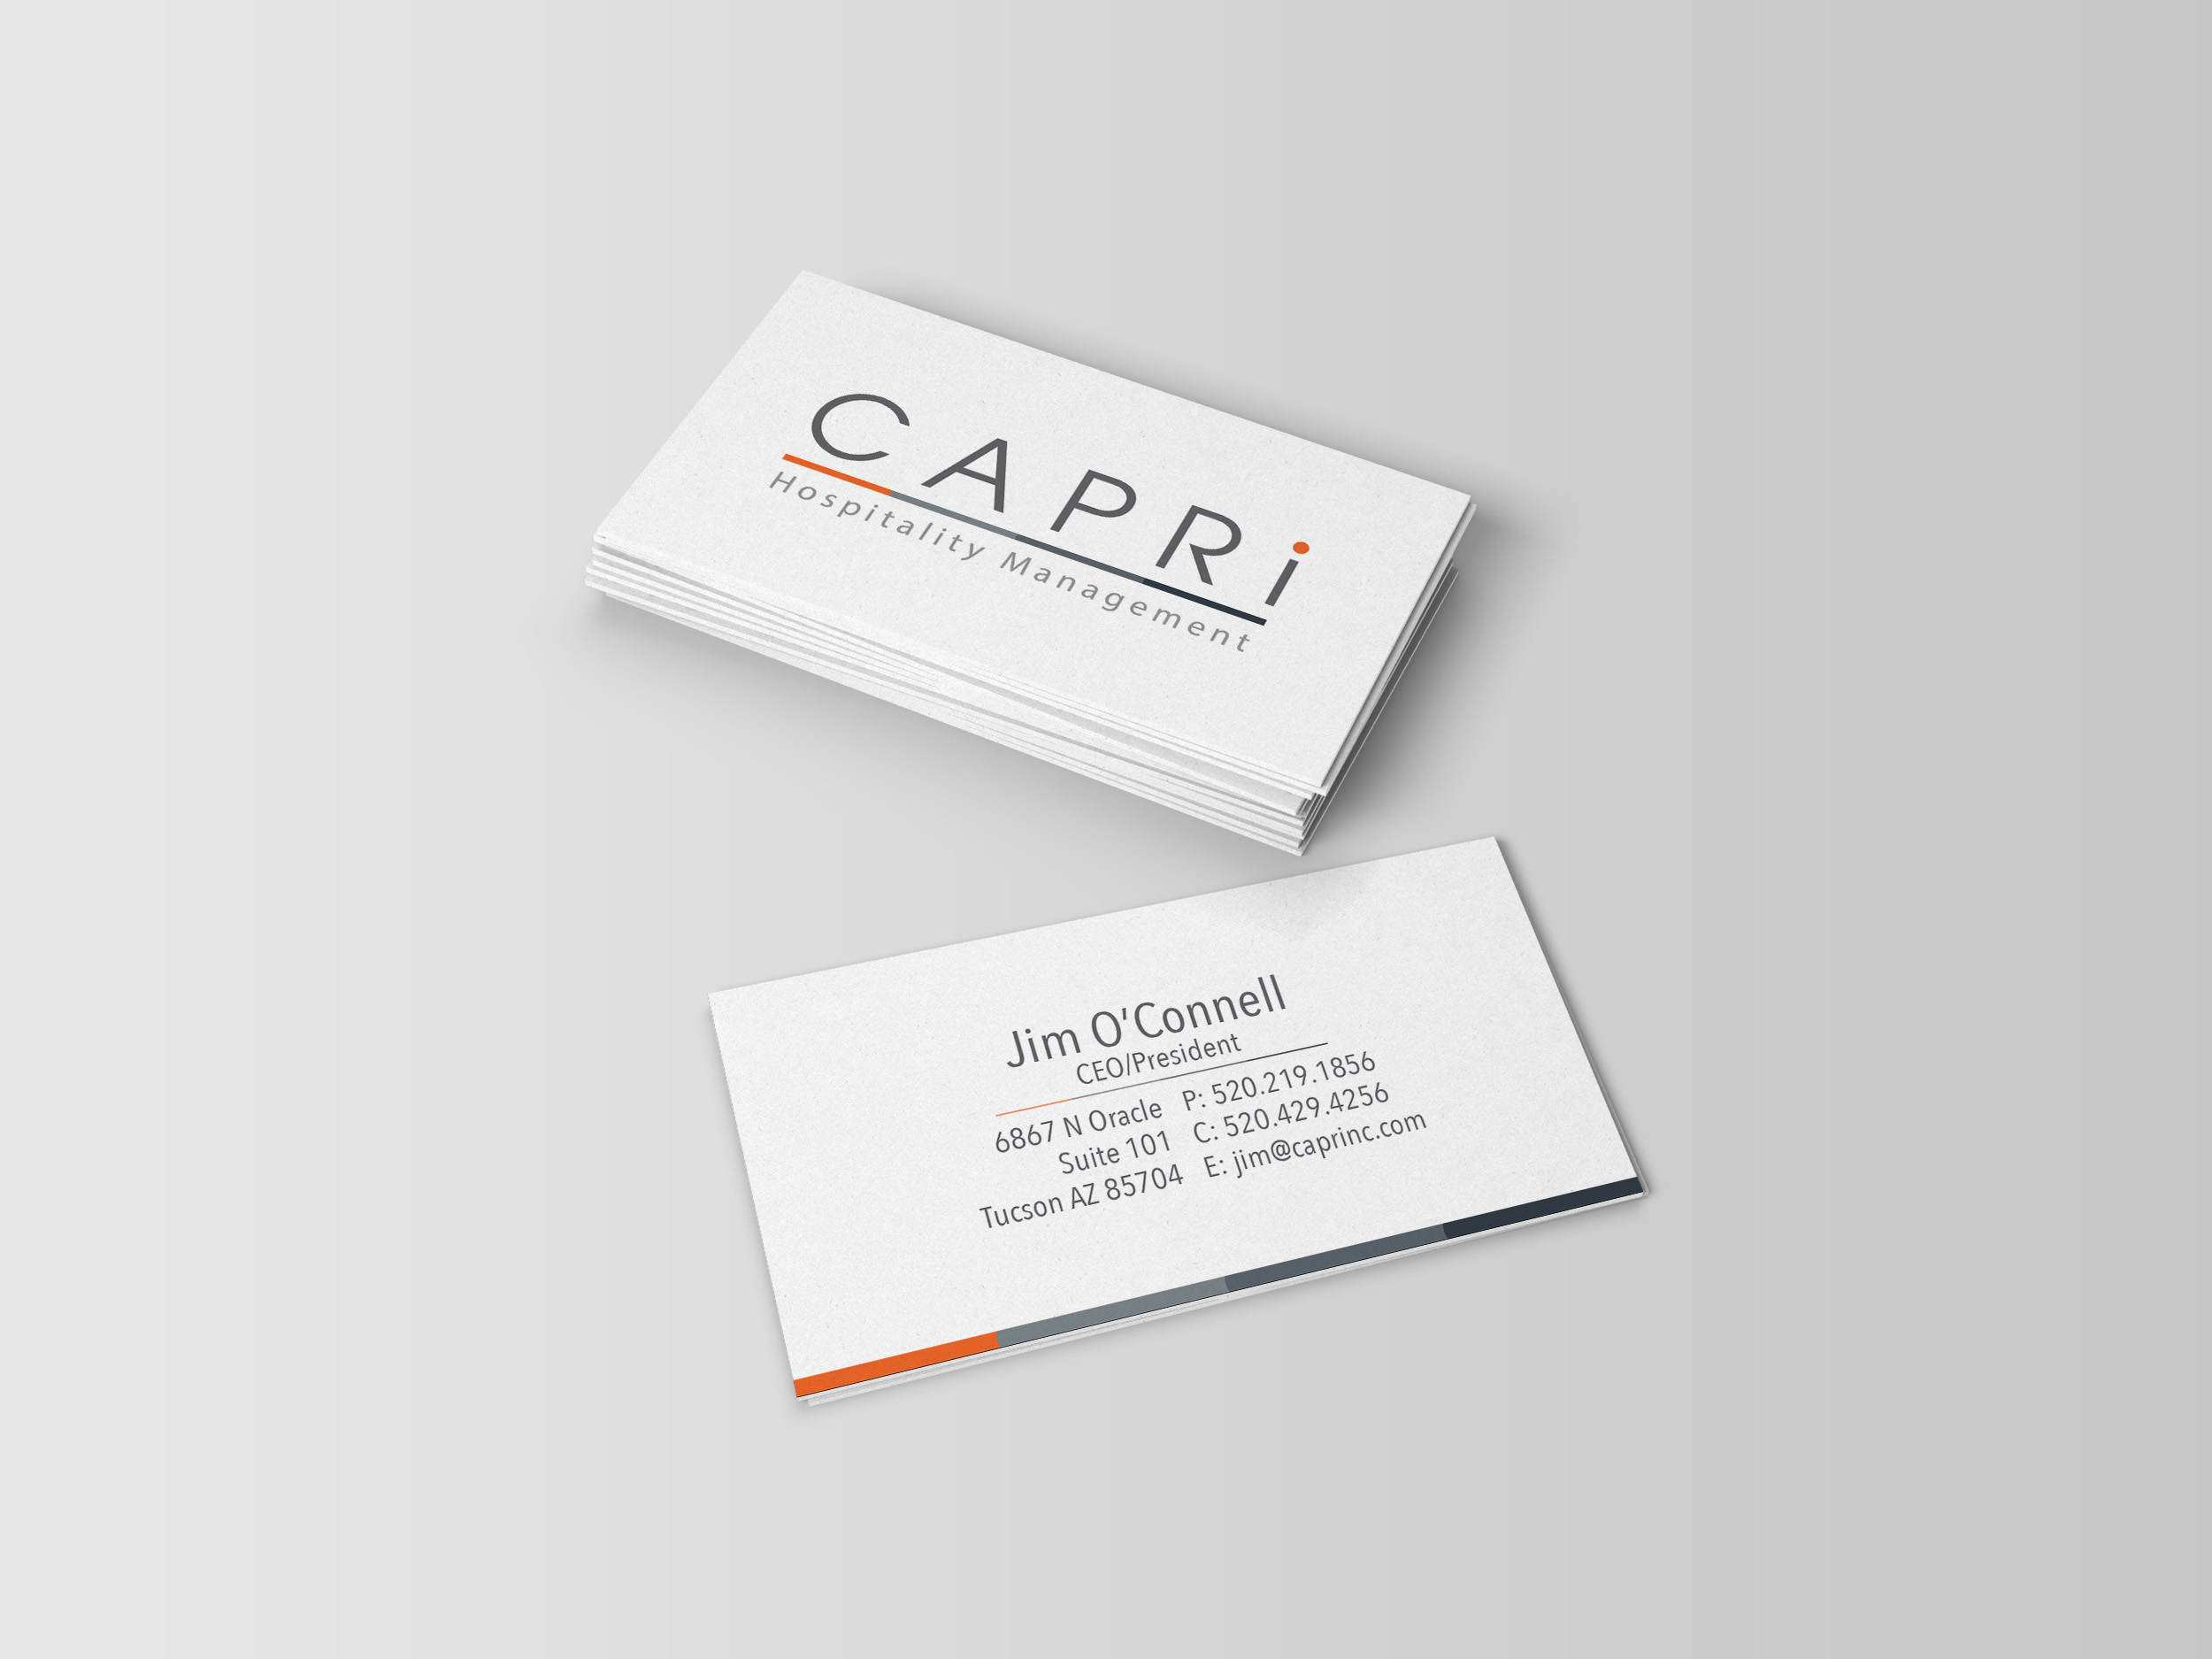 CAPRi
Hospitality Management
Jim O'Connell
CEO/President
6867 N Oracle P: 520.219.1856
Suite 101 C: 520.429.4256
Tucson AZ 85704 E: jim@caprinc.com